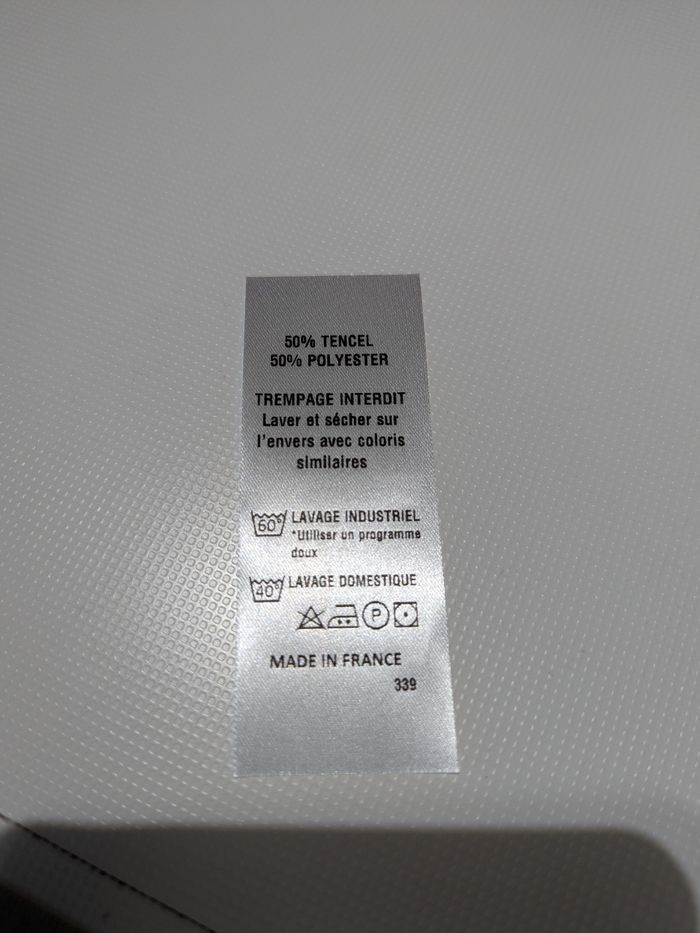 50% TENCEL
50% POLYESTER
TREMPAGE INTERDIT
Laver et sécher sur
l'envers avec coloris
similaires
60° LAVAGE INDUSTRIEL
*Utiliser un programme
doux
40° LAVAGE DOMESTIQUE
P
MADE IN FRANCE
339